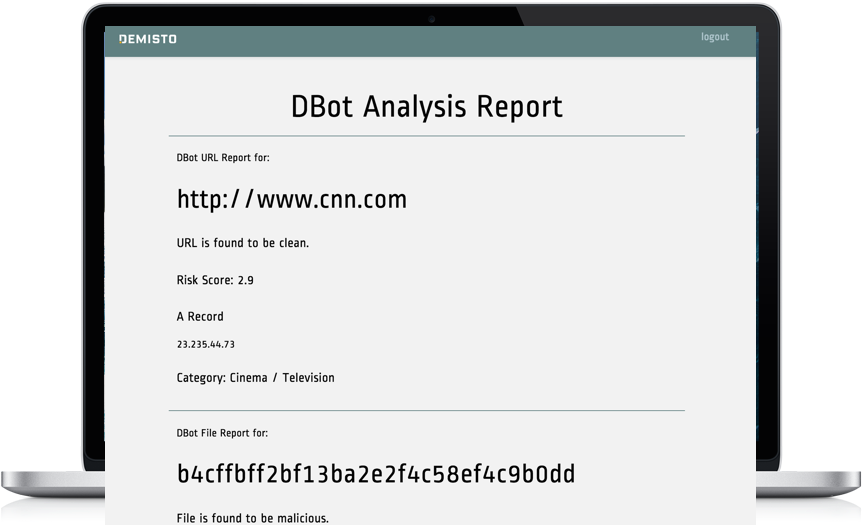 DEMISTO
logout
DBot Analysis Report
DBot URL Report for:
http://www.cnn.com
URL is found to be clean.
Risk Score: 2.9
A Record
23.235.44.73
Category: Cinema / Television
DBot File Report for:
b4cffbff2bf13ba2e2f4c58ef4c9b0dd
File is found to be malicious.